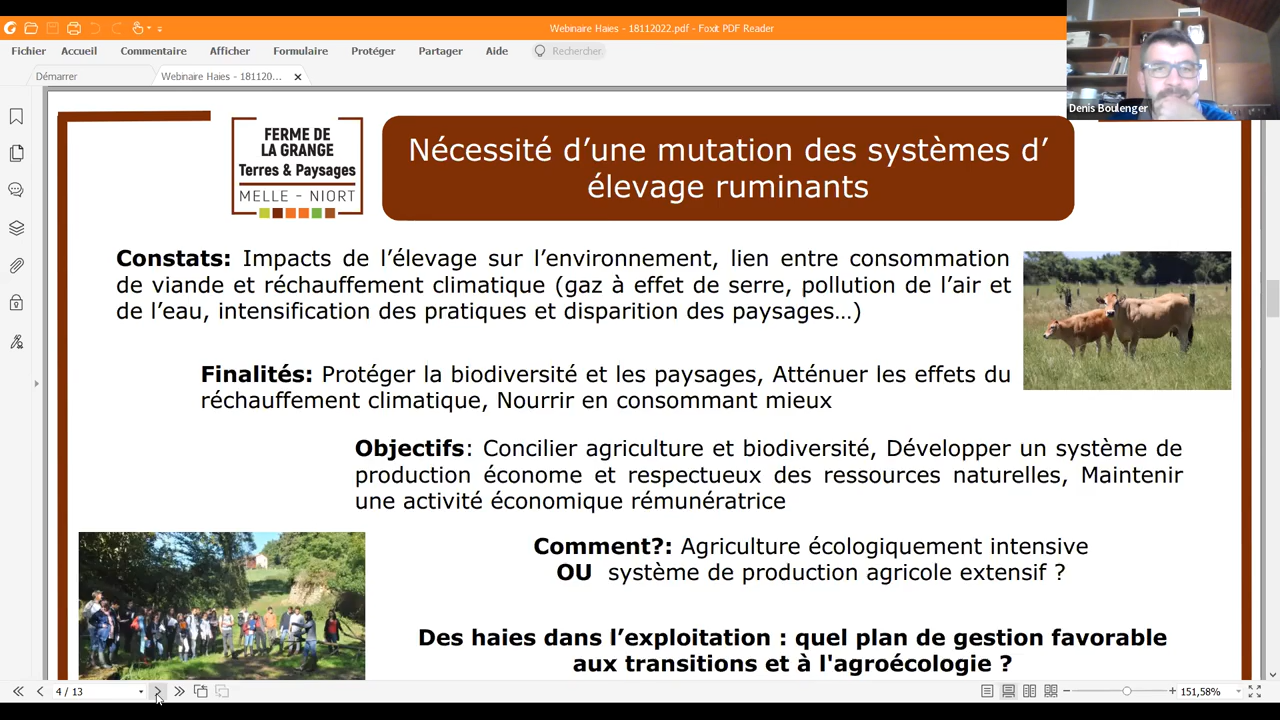 Webinaire Haies - 18112022.pdf - Foxit PDF Reader
Fichier Accueil Commentaire Afficher Formulaire Protéger Partager Aide Rechercher
Démarrer Webinaire Haies - 181120...
Denis Boulenger
FERME DE
LA GRANGE
Terres & Paysages
MELLE - NIORT
Nécessité d’une mutation des systèmes d’
élevage ruminants
Constats: Impacts de l’élevage sur l’environnement, lien entre consommation
de viande et réchauffement climatique (gaz à effet de serre, pollution de l’air et
de l’eau, intensification des pratiques et disparition des paysages…)
Finalités: Protéger la biodiversité et les paysages, Atténuer les effets du
réchauffement climatique, Nourrir en consommant mieux
Objectifs: Concilier agriculture et biodiversité, Développer un système de
production économe et respectueux des ressources naturelles, Maintenir
une activité économique rémunératrice
Comment?: Agriculture écologiquement intensive
OU système de production agricole extensif ?
Des haies dans l’exploitation : quel plan de gestion favorable
aux transitions et à l'agroécologie ?
4 / 13
151,58%